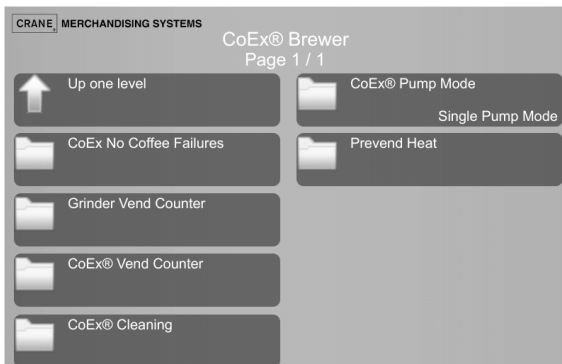 CRANE® MERCHANDISING SYSTEMS
CoEx® Brewer
Page 1 / 1
Up one level
CoEx No Coffee Failures
Grinder Vend Counter
CoEx® Vend Counter
CoEx® Cleaning
CoEx® Pump Mode
Single Pump Mode
Prevend Heat